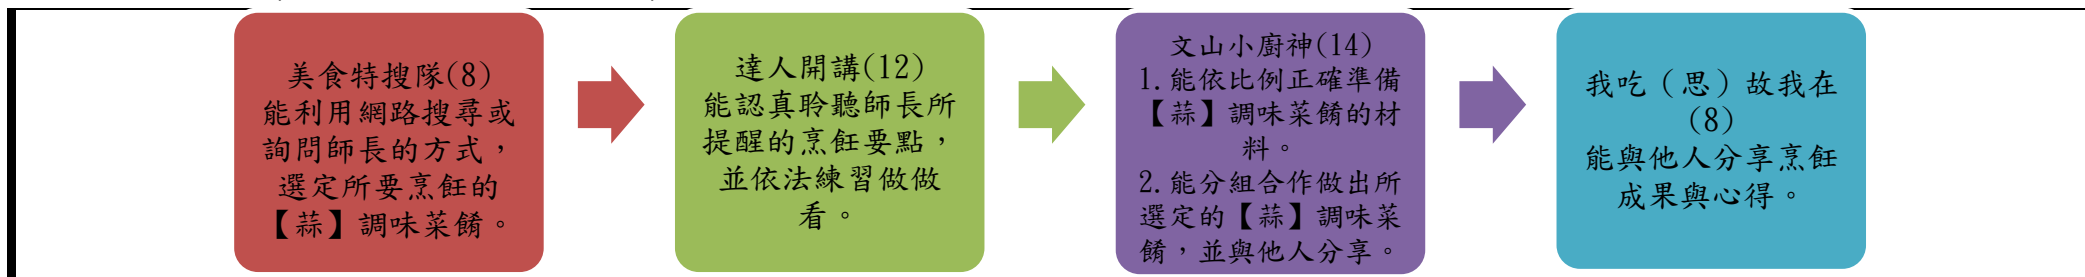 美食特搜隊(8)
能利用網路搜尋或
詢問師長的方式，
選定所要烹飪的
【蒜】調味菜餚。
達人開講(12)
能認真聆聽師長所
提醒的烹飪要點，
並依法練習做做
看。
文山小廚神(14)
1.能依比例正確準備
【蒜】調味菜餚的材
料。
2.能分組合作做出所
選定的【蒜】調味菜
餚，並與他人分享。
我吃（思）故我在
(8)
能與他人分享烹飪
成果與心得。